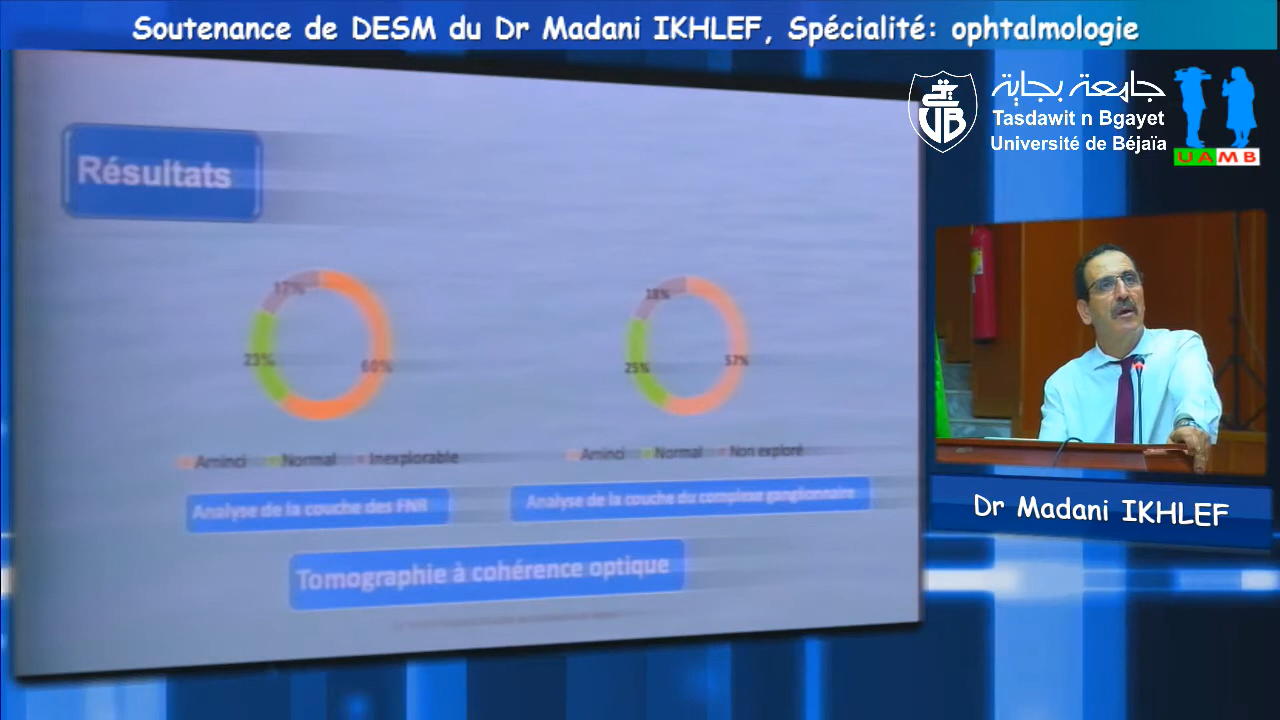 Soutenance de DESM du Dr Madani IKHLEF, Spécialité: ophtalmologie
جامعة بجاية
Tasdawit n Bgayet
Université de Béjaïa
UAMB
Résultats
17%
23%
60%
18%
25%
57%
Aminci Normal Inexplorable
Aminci Normal Non exploré
Analyse de la couche des FNR
Analyse de la couche du complexe ganglionnaire
Tomographie à cohérence optique
Dr Madani IKHLEF